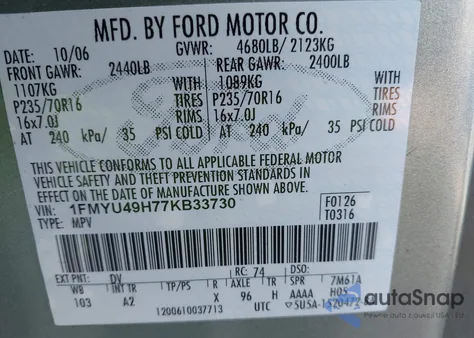 MFD. BY FORD MOTOR CO.
DATE: 10/06 GVWR: 4680LB/ 2123KG
FRONT GAWR: 2440LB REAR GAWR: 2400LB
1107KG 1089KG WITH
P235/70R16 TIRES P235/70R16 TIRES
16x7.0J RIMS 16x7.0J RIMS
AT 240 kPa/ 35 PSI COLD AT 240 kPa/ 35 PSI COLD
THIS VEHICLE CONFORMS TO ALL APPLICABLE FEDERAL MOTOR
VEHICLE SAFETY AND THEFT PREVENTION STANDARDS IN
EFFECT ON THE DATE OF MANUFACTURE SHOWN ABOVE.
VIN: 1FMYU49H77KB33730 F0126
TYPE: MPV T0316
EXT PNT: DV RC: 74 DSO:
WB INT TR TP/PS R AXLE TR SPR 7M61A
103 A2 X 96 H AAAA HOS
1200610037713 UTC
autoSnap